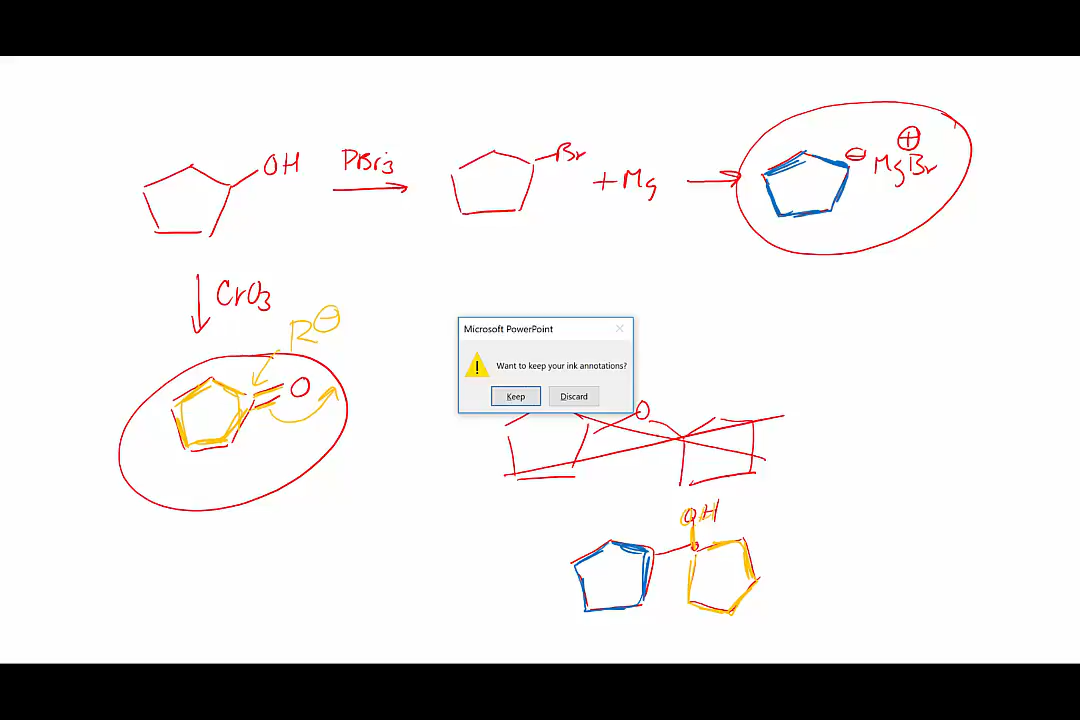 OH
PBr3
Br
+ Mg
⊖ MgBr ⊕
CrO3
R⊖
O
Microsoft PowerPoint
Want to keep your ink annotations?
Keep
Discard
O
OH